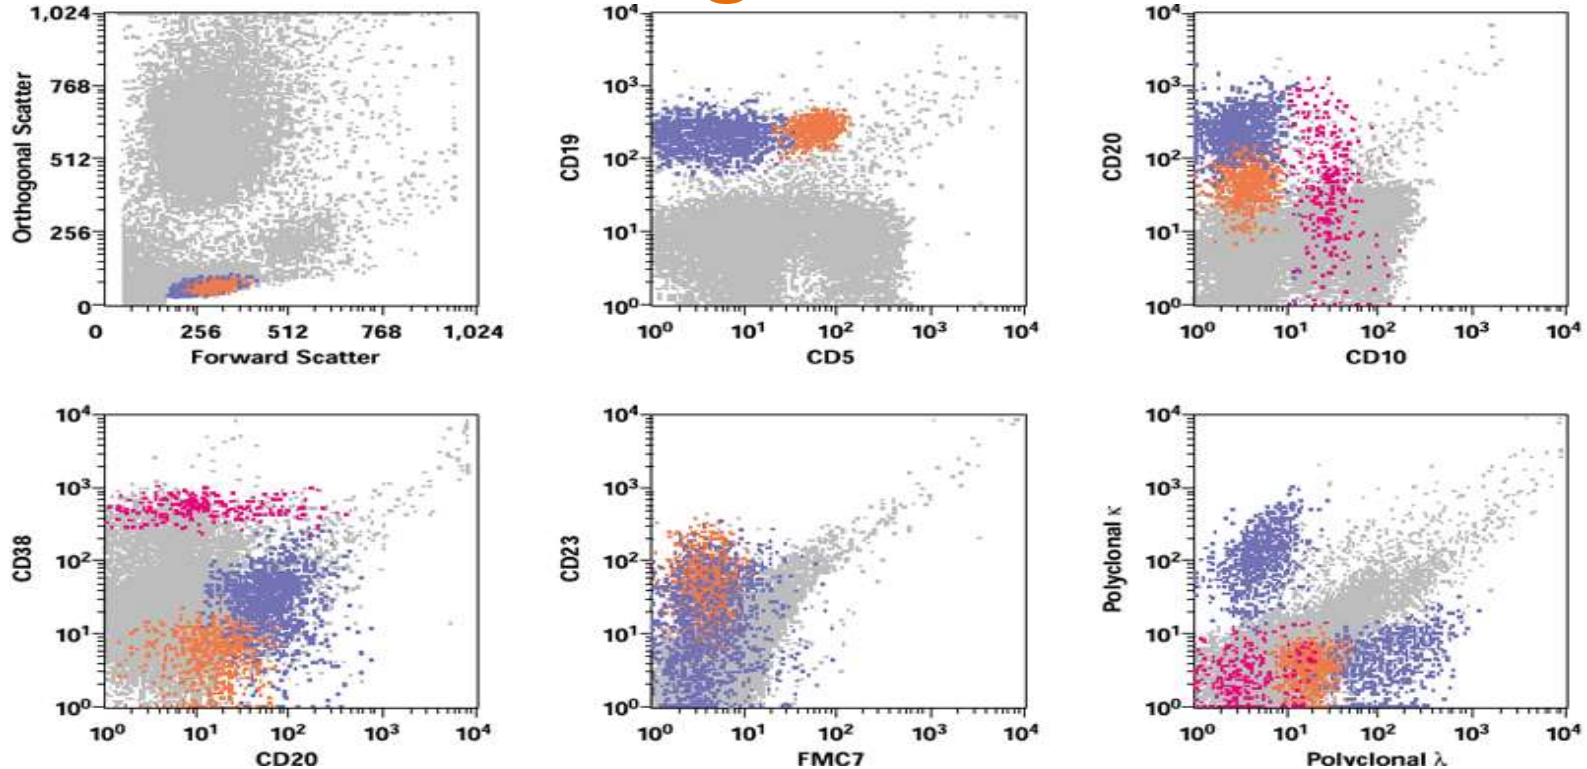 1,024
768
512
256
0
Orthogonal Scatter
0 256 512 768 1,024
Forward Scatter
10⁴
10³
10²
10¹
10⁰
CD19
10⁰ 10¹ 10² 10³ 10⁴
CD5
10⁴
10³
10²
10¹
10⁰
CD20
10⁰ 10¹ 10² 10³ 10⁴
CD10
10⁴
10³
10²
10¹
10⁰
CD38
10⁰ 10¹ 10² 10³ 10⁴
CD20
10⁴
10³
10²
10¹
10⁰
CD23
10⁰ 10¹ 10² 10³ 10⁴
FMC7
10⁴
10³
10²
10¹
10⁰
Polyclonal κ
10⁰ 10¹ 10² 10³ 10⁴
Polyclonal λ